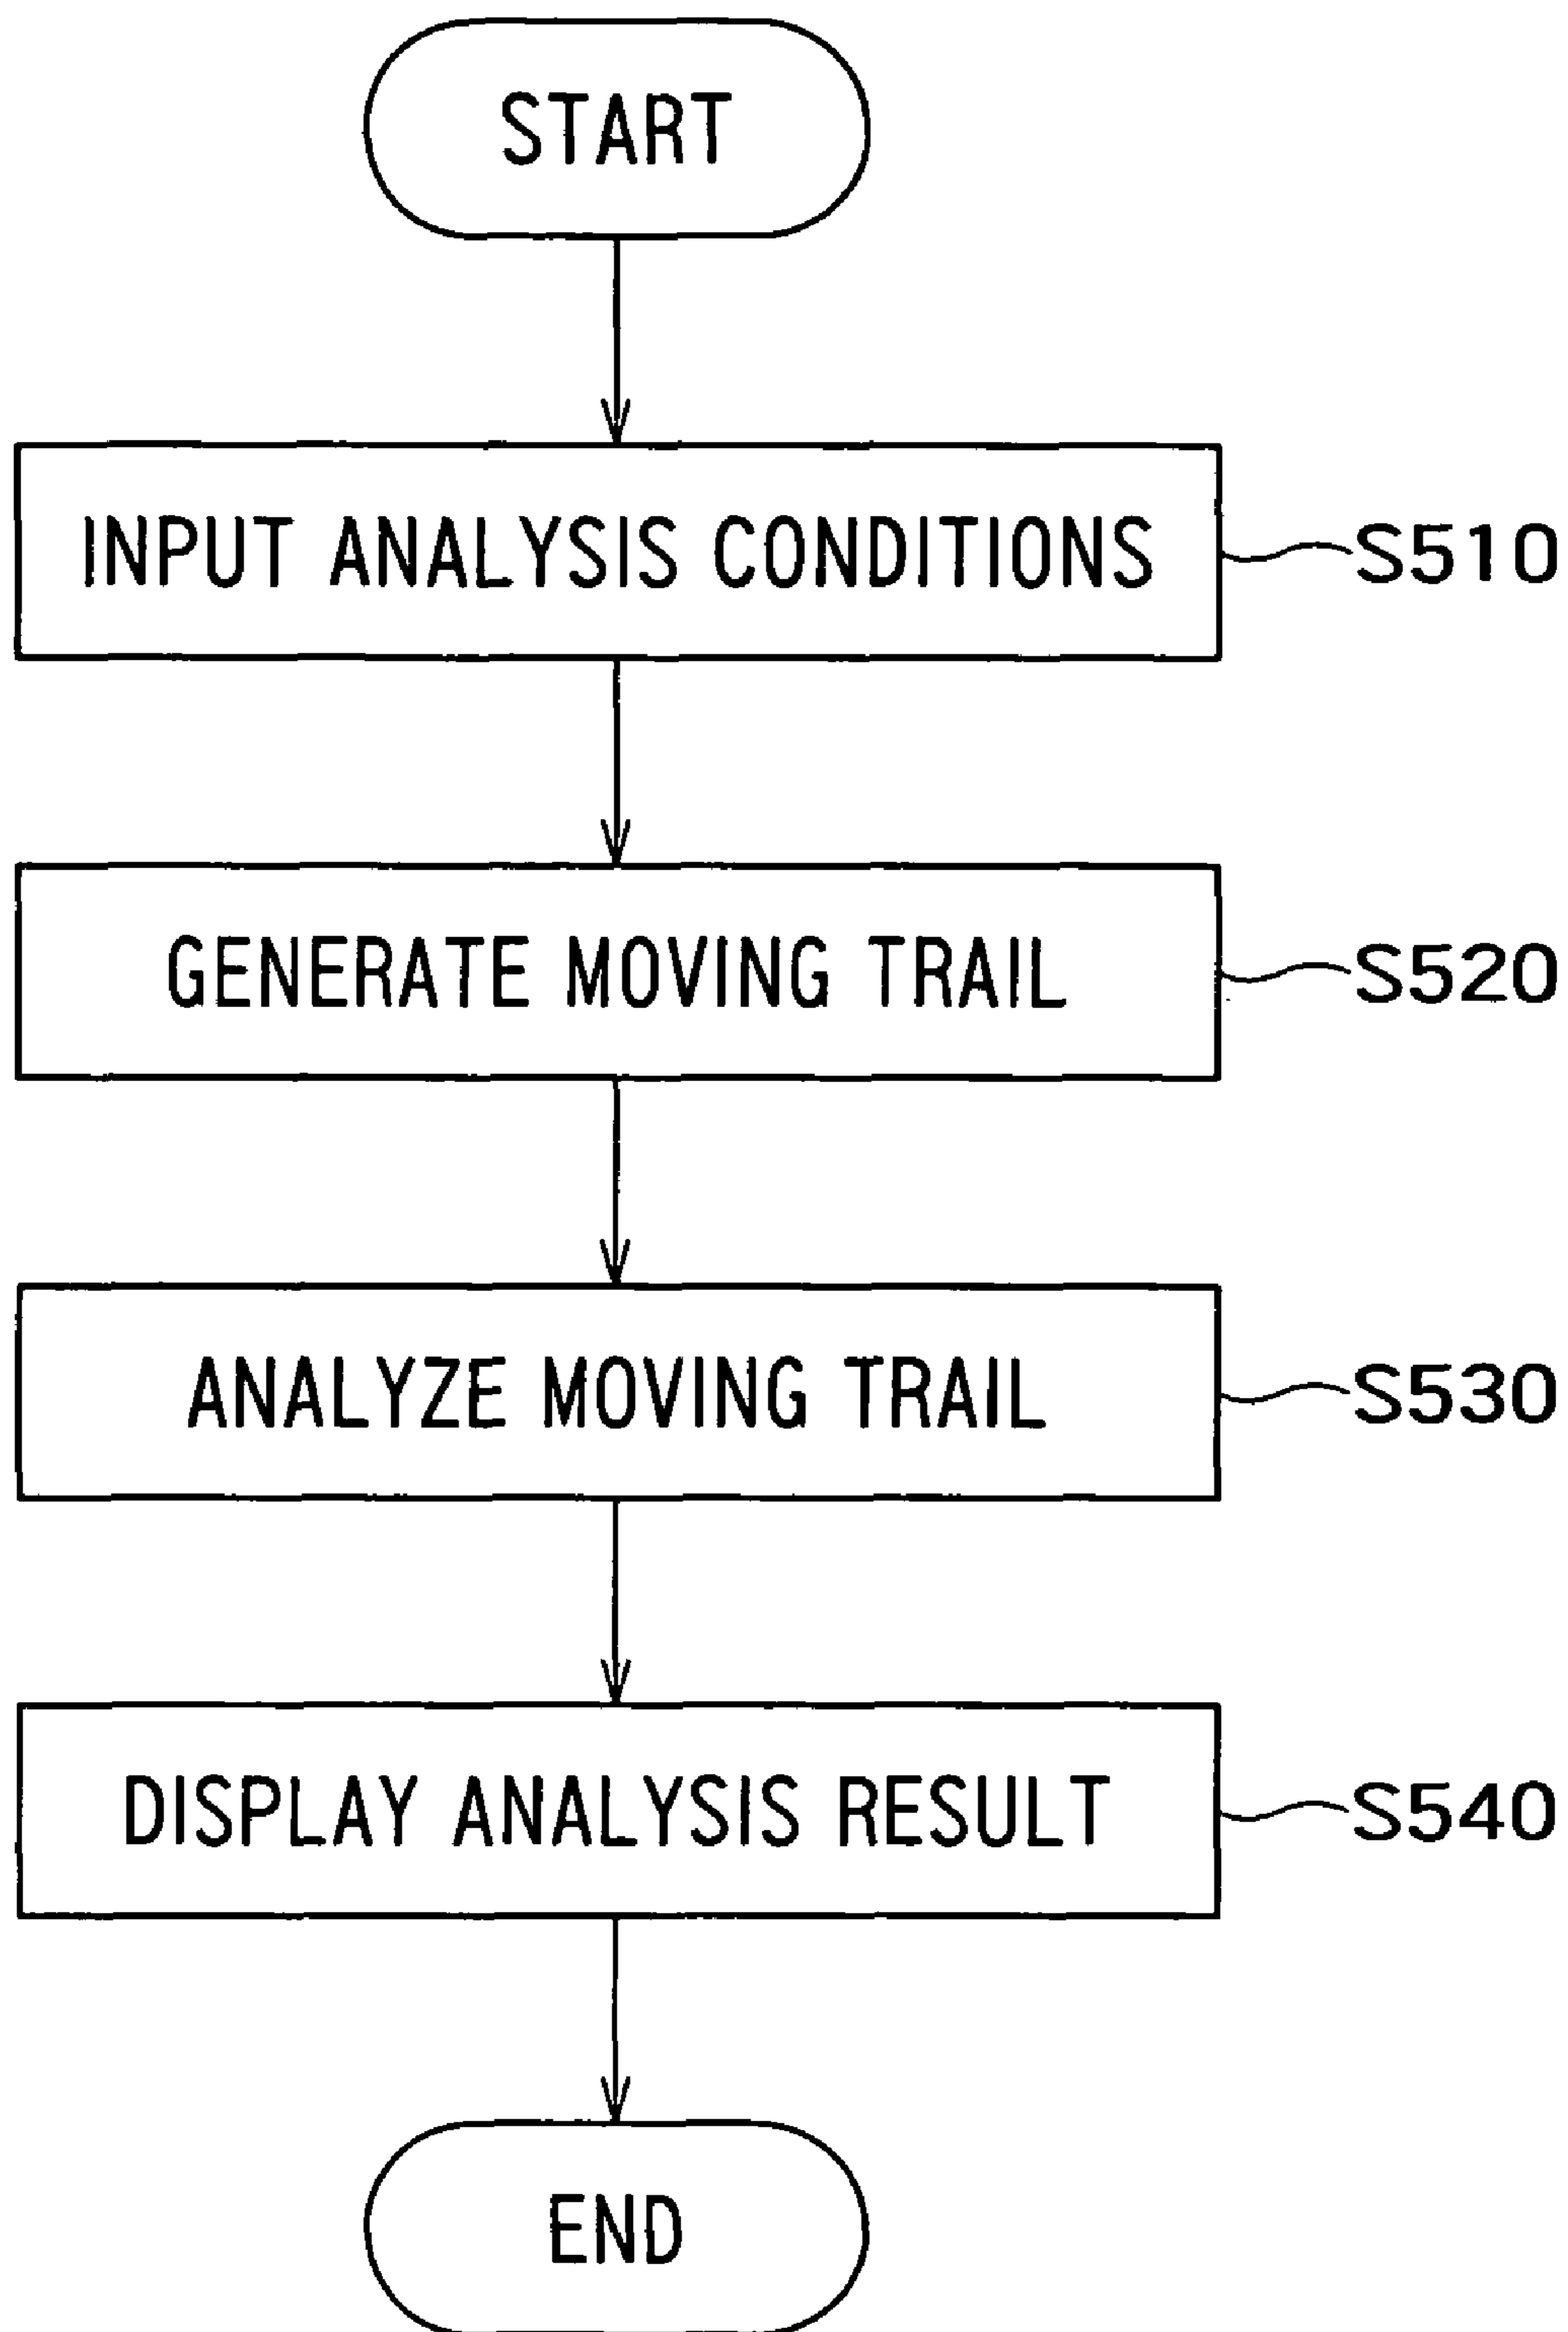 START
INPUT ANALYSIS CONDITIONS S510
GENERATE MOVING TRAIL S520
ANALYZE MOVING TRAIL S530
DISPLAY ANALYSIS RESULT S540
END